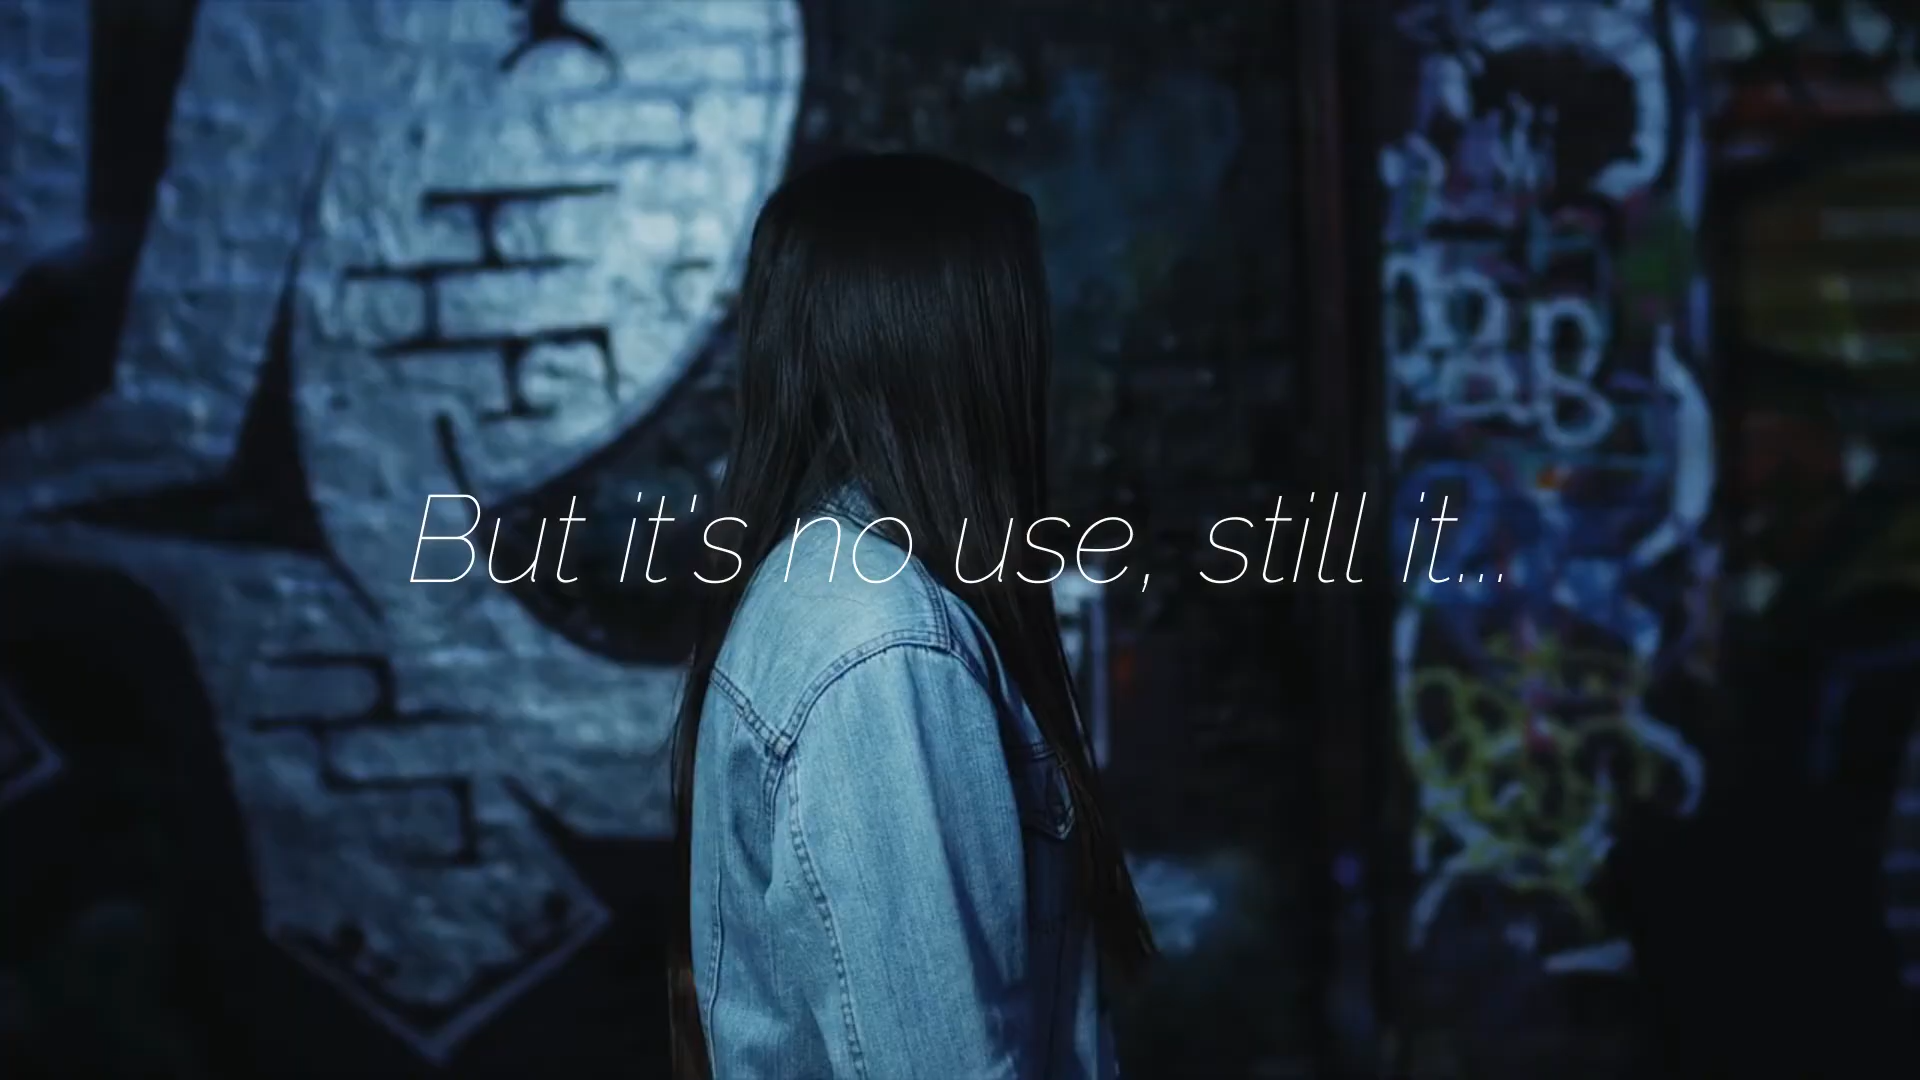 But it's no use, still it...